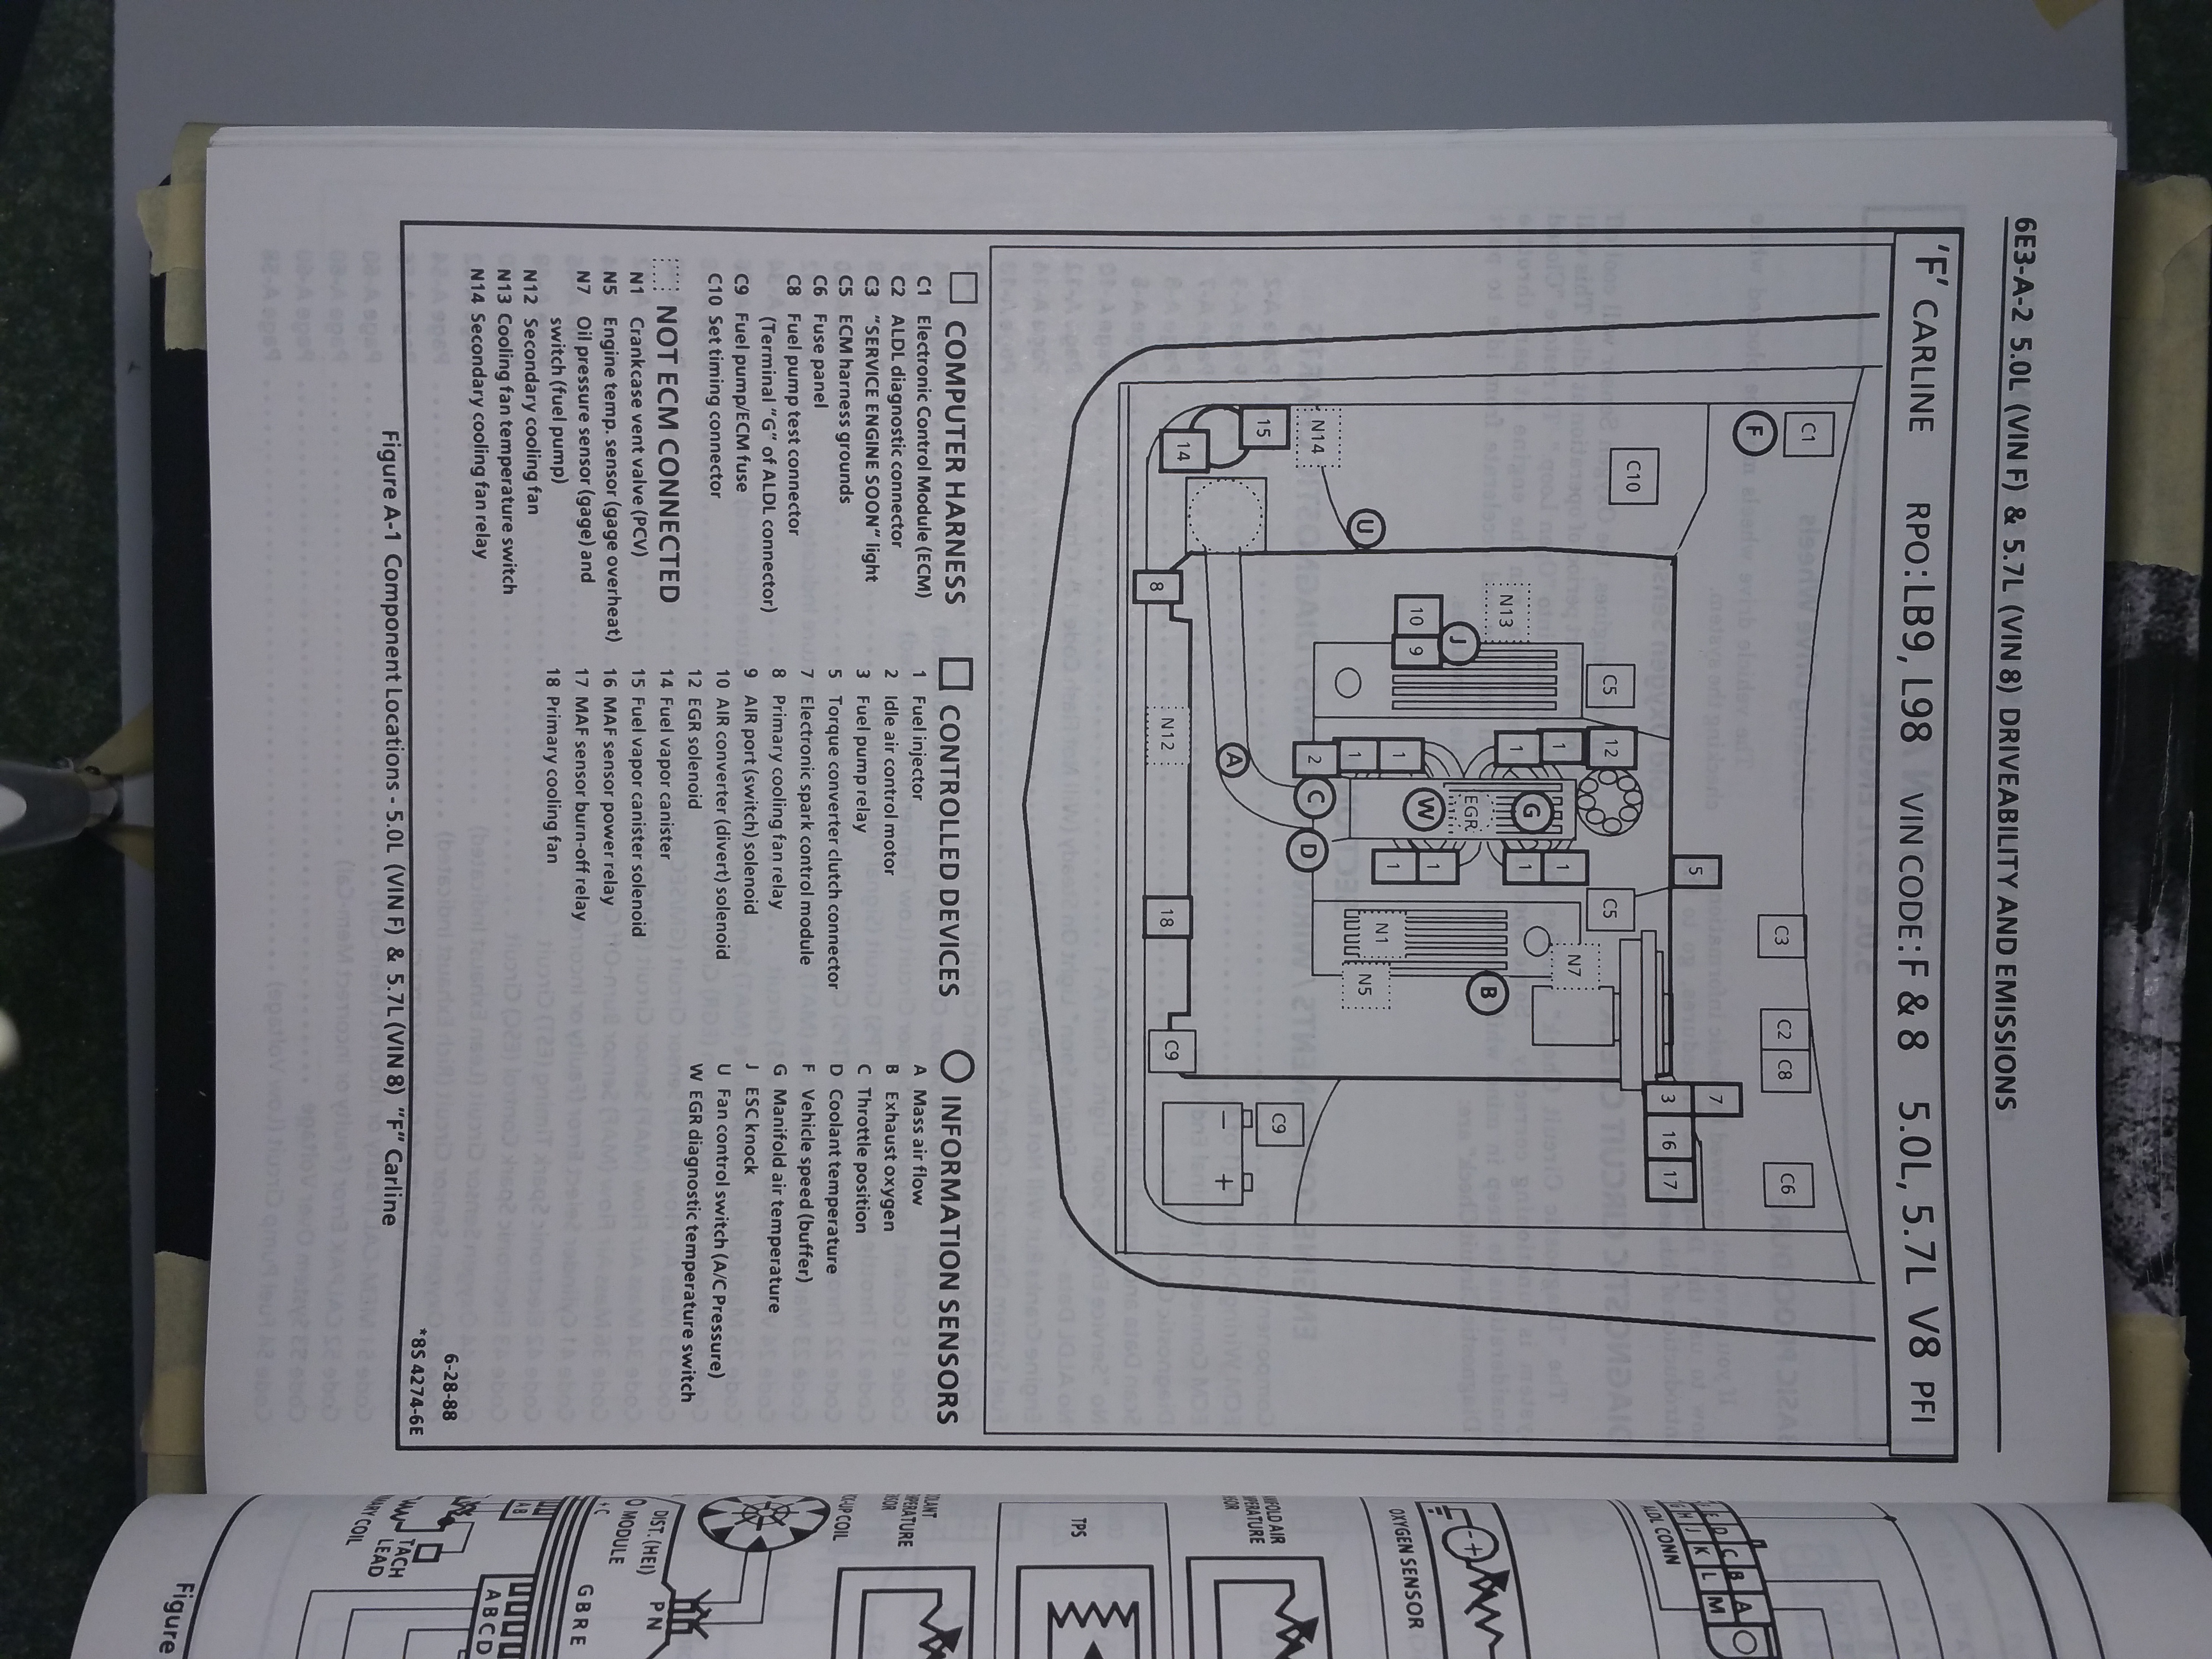 6E3-A-2 5.0L (VIN F) & 5.7L (VIN 8) DRIVEABILITY AND EMISSIONS
'F' CARLINE RPO: LB9, L98 VIN CODE: F & 8 5.0L, 5.7L V8 PFI
C1
F
C10
C3
C2
C8
C6
5
7
3
16
17
N14
15
14
U
8
N13
J
10
9
C5
12
1
1
1
1
2
G
EGR
W
C
D
A
1
1
1
1
C5
N7
N1
N5
B
N12
18
C9
C9
− +
COMPUTER HARNESS
C1 Electronic Control Module (ECM)
C2 ALDL diagnostic connector
C3 "SERVICE ENGINE SOON" light
C5 ECM harness grounds
C6 Fuse panel
C8 Fuel pump test connector
(Terminal "G" of ALDL connector)
C9 Fuel pump/ECM fuse
C10 Set timing connector
NOT ECM CONNECTED
N1 Crankcase vent valve (PCV)
N5 Engine temp. sensor (gage overheat)
N7 Oil pressure sensor (gage) and
switch (fuel pump)
N12 Secondary cooling fan
N13 Cooling fan temperature switch
N14 Secondary cooling fan relay
CONTROLLED DEVICES
1 Fuel injector
2 Idle air control motor
3 Fuel pump relay
5 Torque converter clutch connector
7 Electronic spark control module
8 Primary cooling fan relay
9 AIR port (switch) solenoid
10 AIR converter (divert) solenoid
12 EGR solenoid
14 Fuel vapor canister
15 Fuel vapor canister solenoid
16 MAF sensor power relay
17 MAF sensor burn-off relay
18 Primary cooling fan
INFORMATION SENSORS
A Mass air flow
B Exhaust oxygen
C Throttle position
D Coolant temperature
F Vehicle speed (buffer)
G Manifold air temperature
J ESC knock
U Fan control switch (A/C Pressure)
W EGR diagnostic temperature switch
6-28-88
*8S 4274-6E
Figure A-1 Component Locations - 5.0L (VIN F) & 5.7L (VIN 8) "F" Carline
ALDL CONN
F E D C B A
G H J K L M
OXYGEN SENSOR
TPS
DIST. (HEI)
MODULE
P N
+ C
G B R E
A B
TACH
LEAD
A B C D
Figure